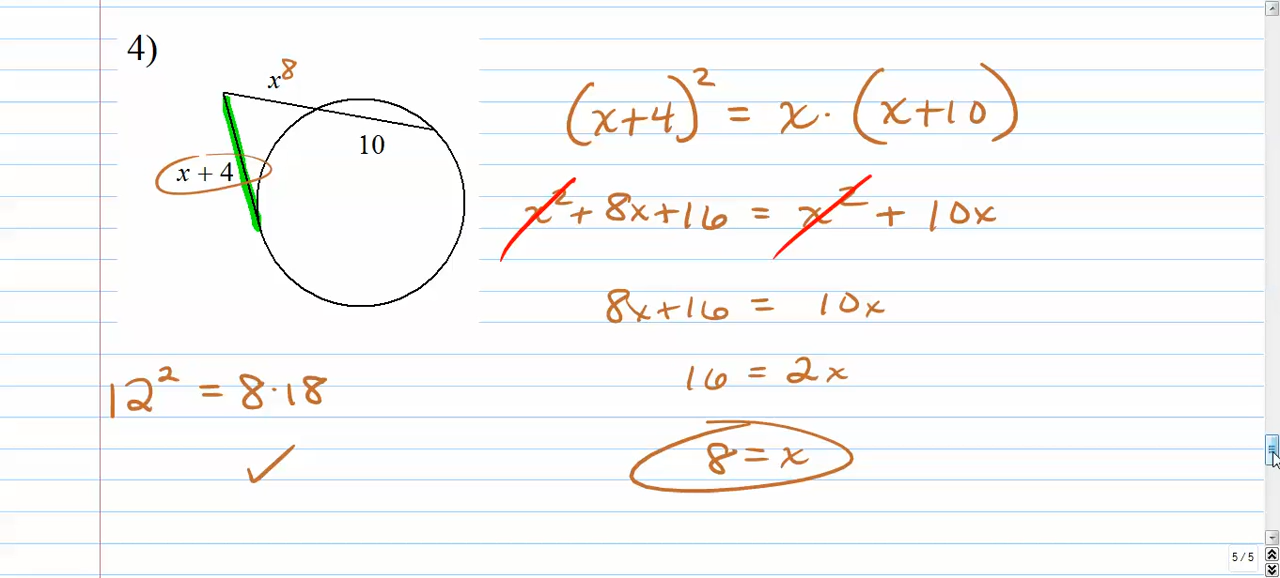 4)
x 8
10
x + 4
(x+4)² = x·(x+10)
x² + 8x+16 = x² + 10x
8x+16 = 10x
16 = 2x
8 = x
12² = 8·18
✓
5 / 5